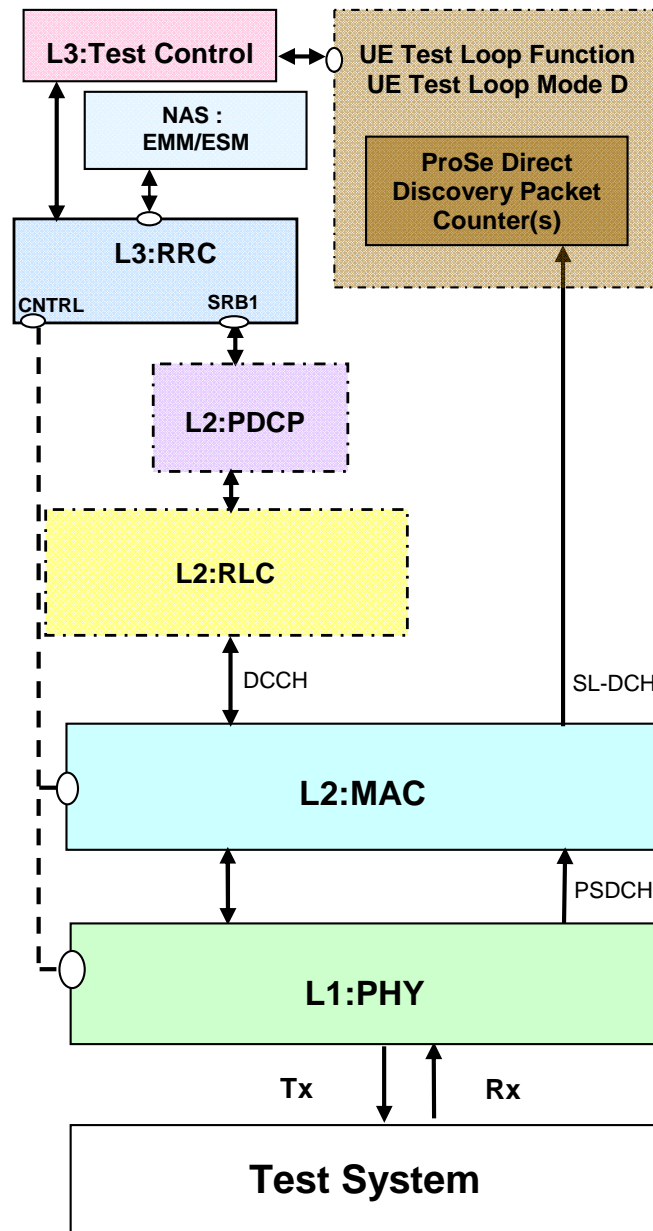 L3:Test Control
UE Test Loop Function
UE Test Loop Mode D
NAS :
EMM/ESM
ProSe Direct
Discovery Packet
Counter(s)
L3:RRC
CNTRL
SRB1
L2:PDCP
L2:RLC
DCCH
SL-DCH
L2:MAC
PSDCH
L1:PHY
Tx
Rx
Test System